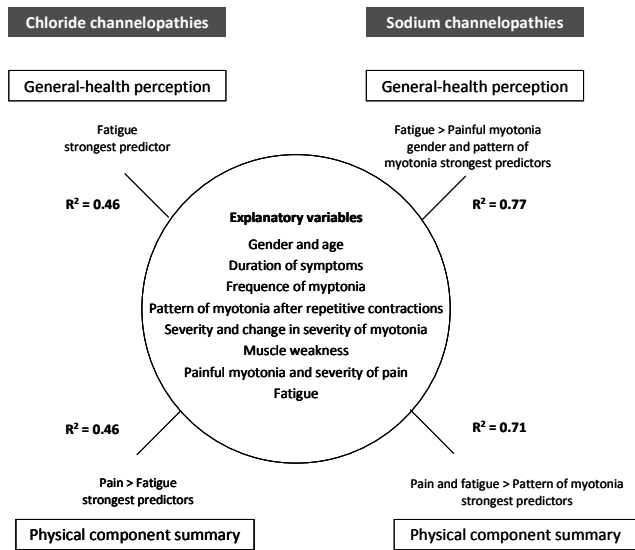 Chloride channelopathies
Sodium channelopathies
General-health perception
General-health perception
Fatigue
strongest predictor
Fatigue > Painful myotonia
gender and pattern of
myotonia strongest predictors
R² = 0.46
R² = 0.77
Explanatory variables
Gender and age
Duration of symptoms
Frequence of myptonia
Pattern of myotonia after repetitive contractions
Severity and change in severity of myotonia
Muscle weakness
Painful myotonia and severity of pain
Fatigue
R² = 0.46
R² = 0.71
Pain > Fatigue
strongest predictors
Pain and fatigue > Pattern of myotonia
strongest predictors
Physical component summary
Physical component summary